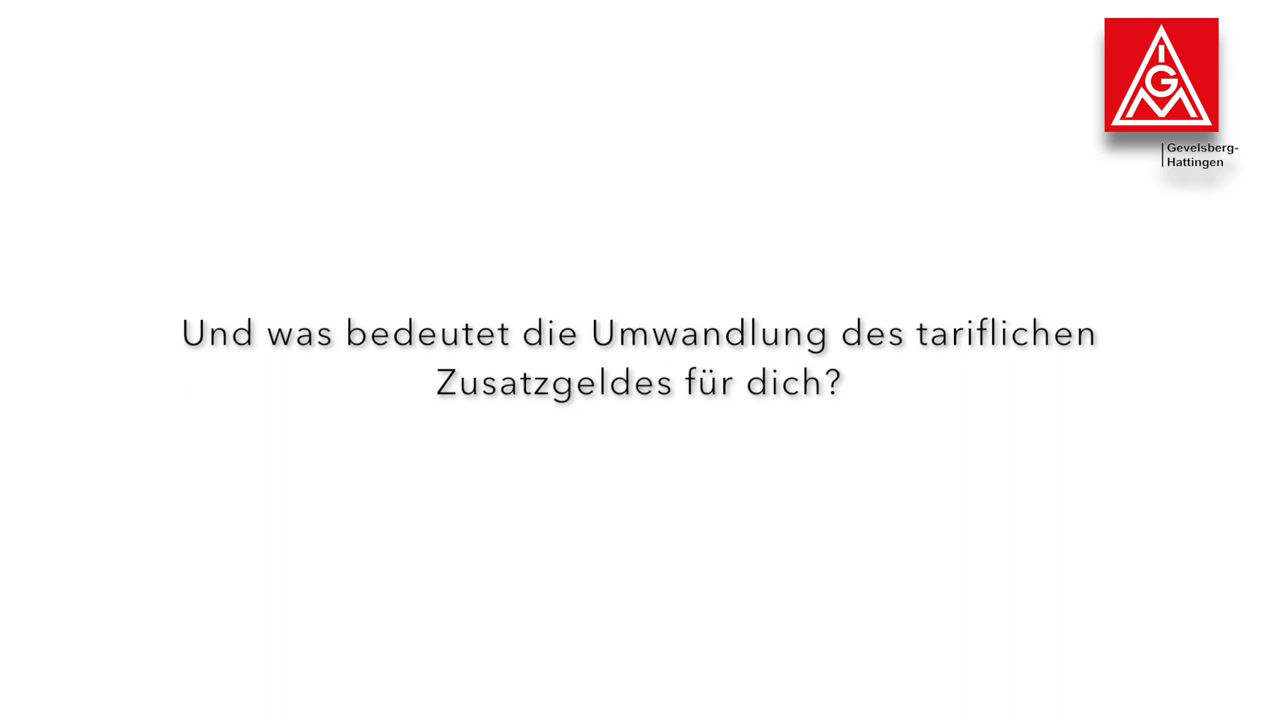 IGM
Gevelsberg-
Hattingen
Und was bedeutet die Umwandlung des tariflichen
Zusatzgeldes für dich?